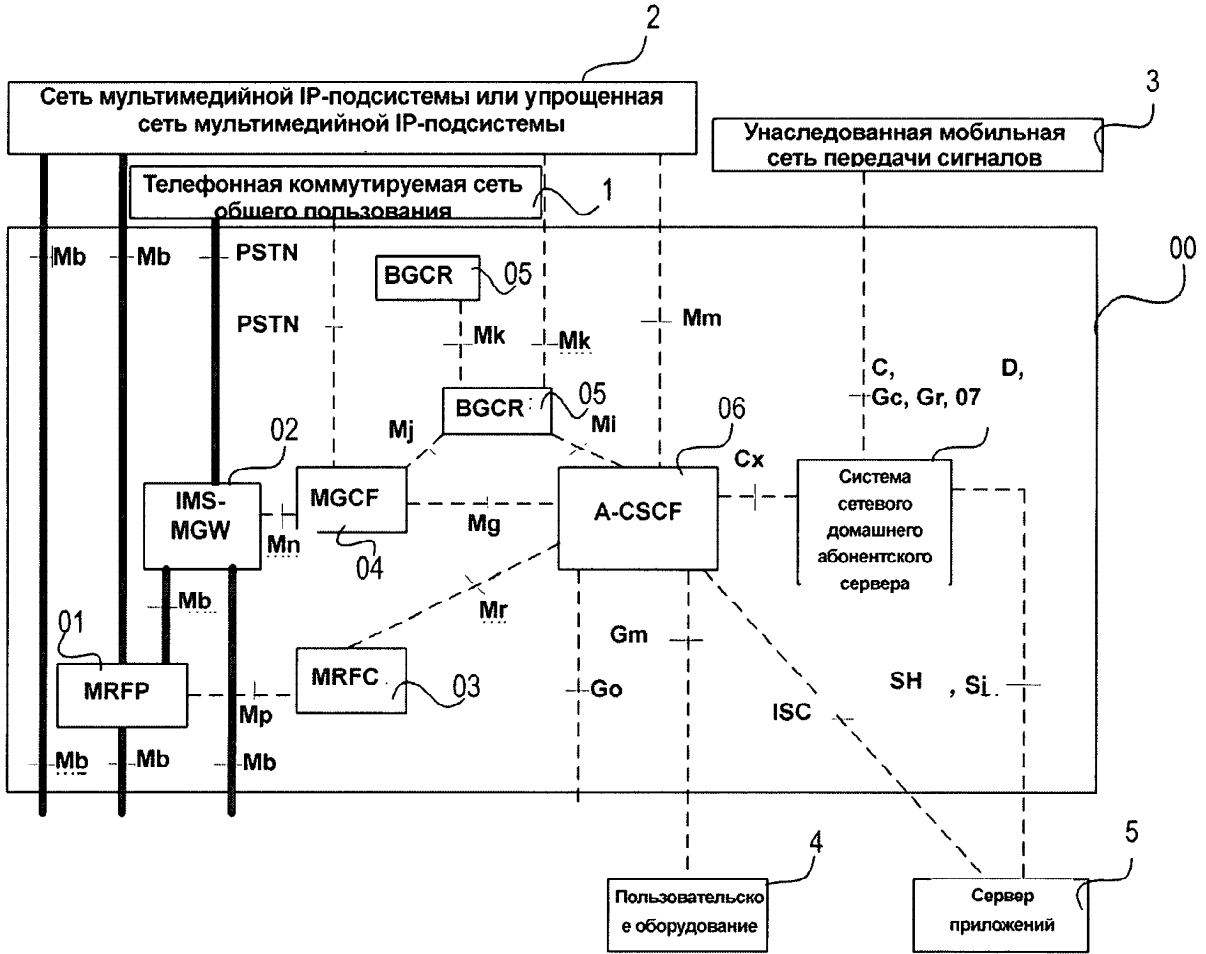 2
Сеть мультимедийной IP-подсистемы или упрощенная
сеть мультимедийной IP-подсистемы
3
Унаследованная мобильная
сеть передачи сигналов
Телефонная коммутируемая сеть
общего пользования
1
00
Mb
Mb
PSTN
BGCR
05
PSTN
Mk
Mk
Mm
C,
D,
Gc, Gr, 07
BGCR
05
Mj
Mi
06
02
Cx
IMS-
MGW
MGCF
A-CSCF
Система
сетевого
домашнего
абонентского
сервера
Mn
04
Mg
Mb
Mr
01
Gm
MRFP
MRFC
03
Mp
Go
SH
, Si
ISC
Mb
Mb
Mb
4
5
Пользовательско
е оборудование
Сервер
приложений